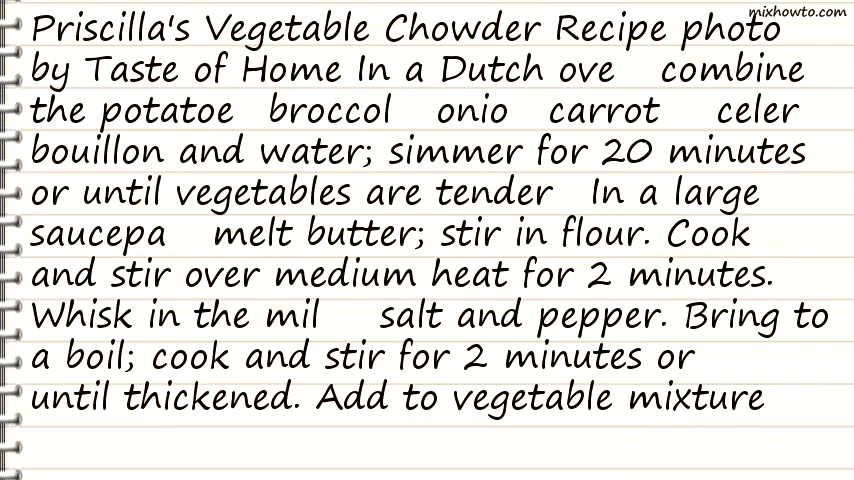 mixhowto.com
Priscilla's Vegetable Chowder Recipe photo
by Taste of Home In a Dutch ove combine
the potatoe broccol onio carrot celer
bouillon and water; simmer for 20 minutes
or until vegetables are tender In a large
saucepa melt butter; stir in flour. Cook
and stir over medium heat for 2 minutes.
Whisk in the mil salt and pepper. Bring to
a boil; cook and stir for 2 minutes or
until thickened. Add to vegetable mixture